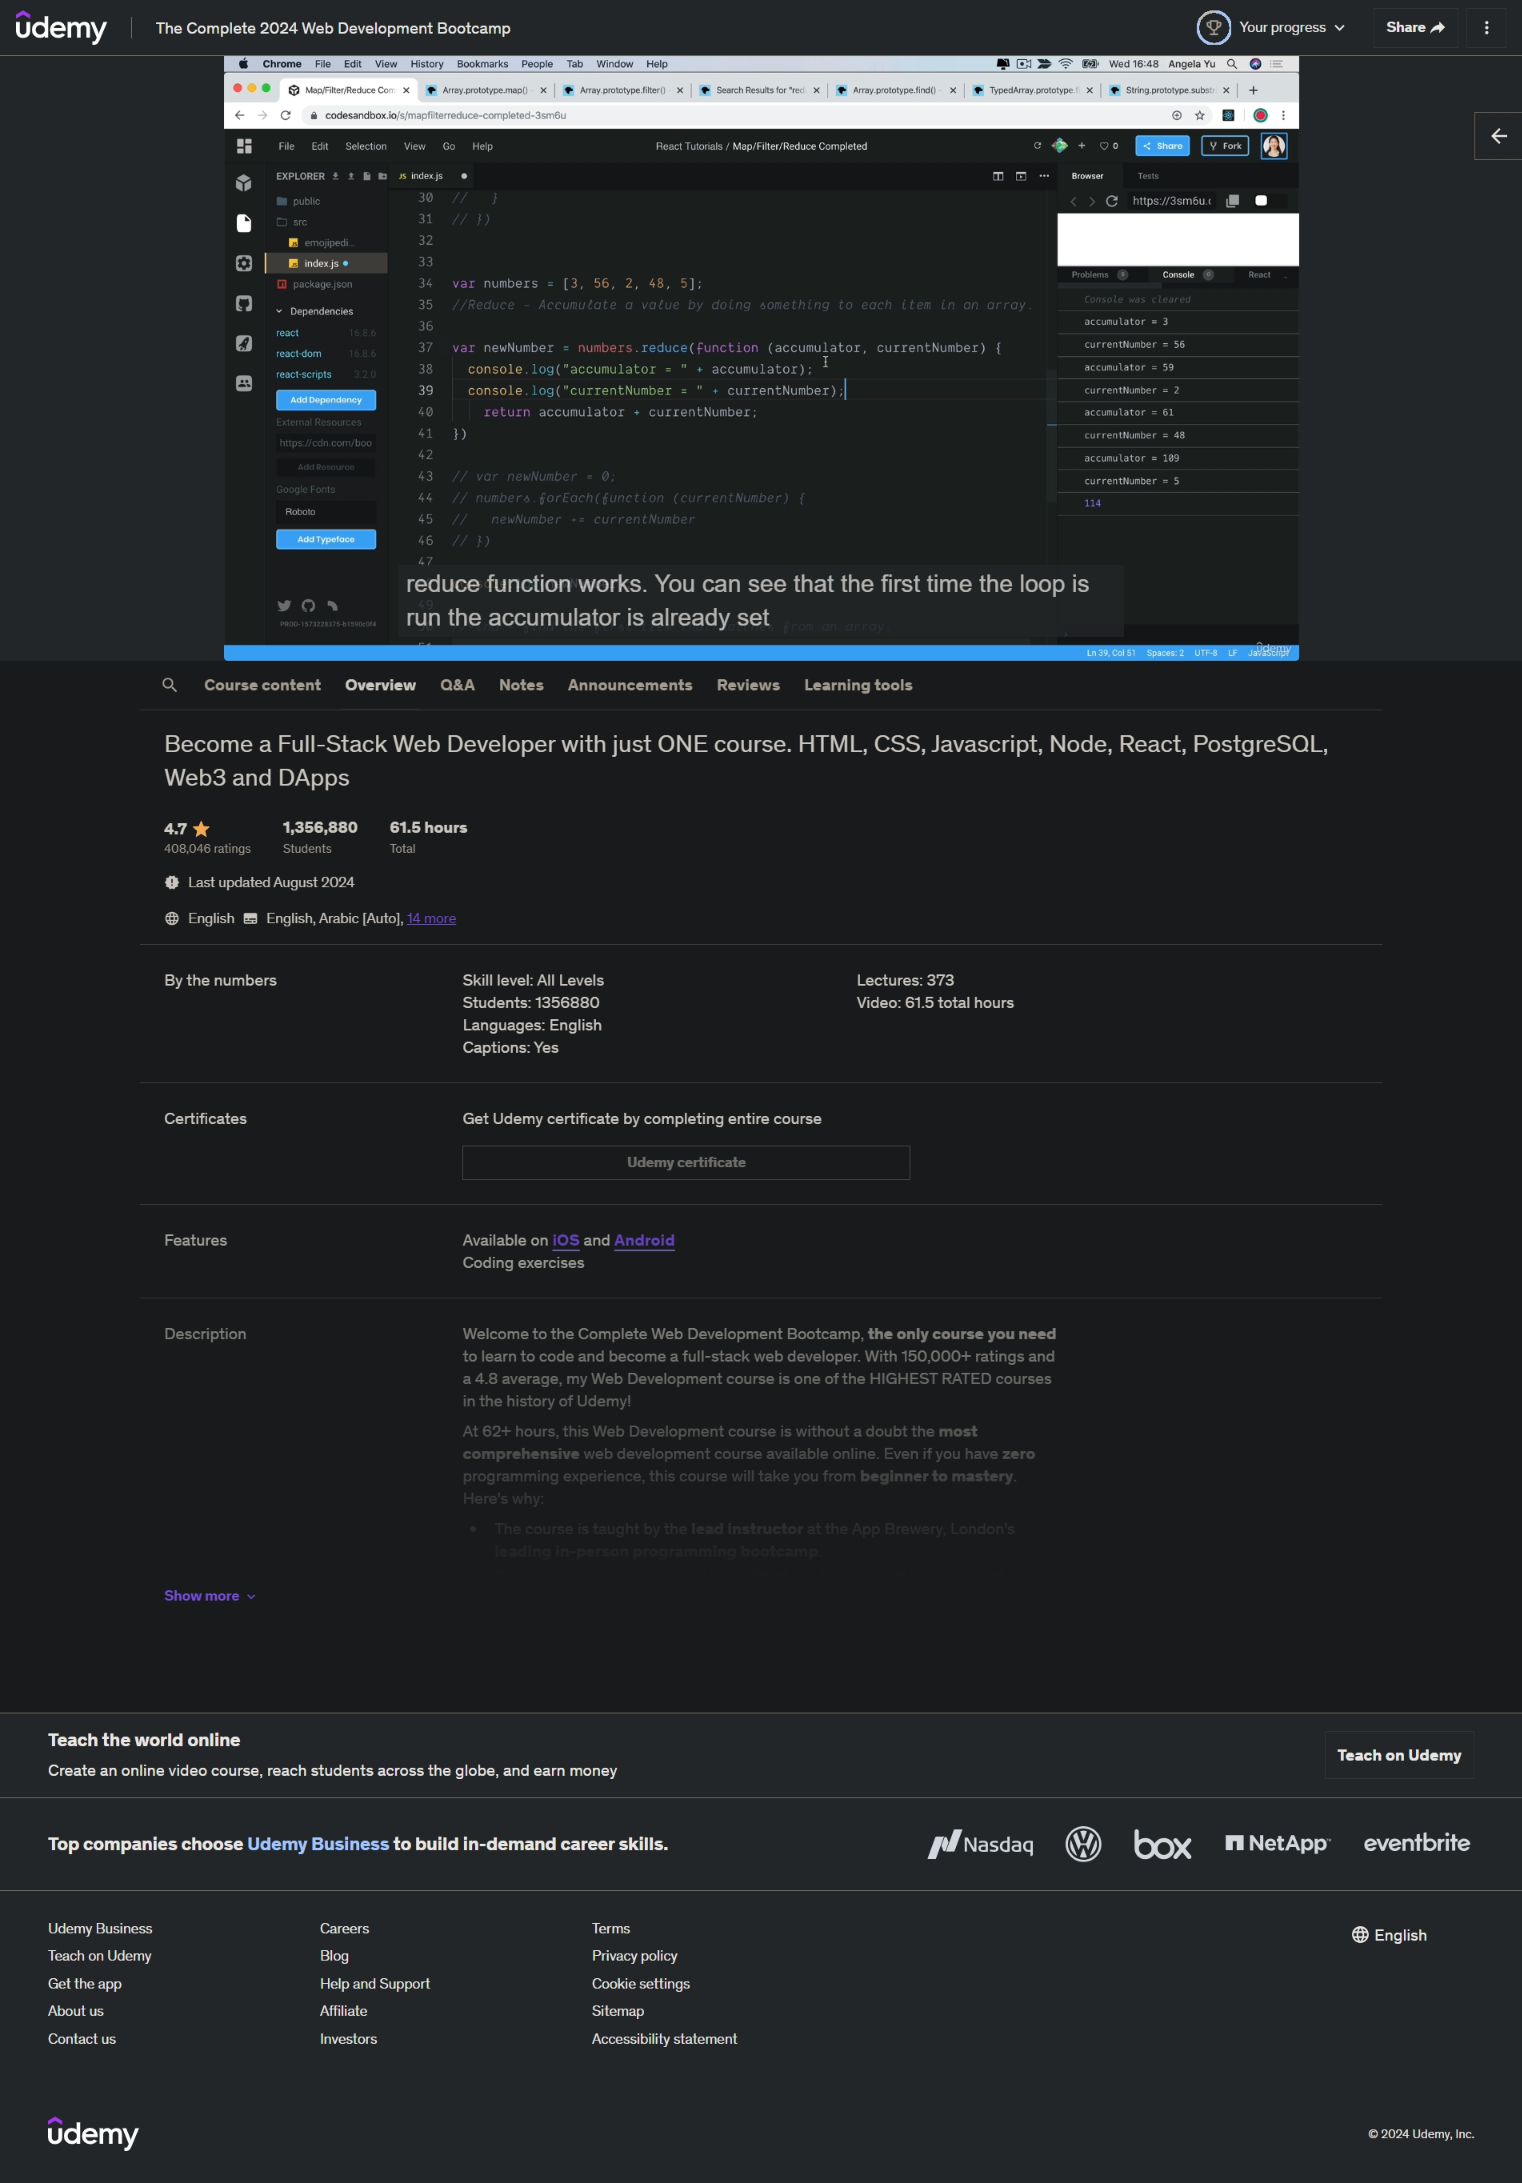 udemy
The Complete 2024 Web Development Bootcamp
Your progress
Share
Chrome File Edit View History Bookmarks People Tab Window Help
Wed 16:48 Angela Yu
Map/Filter/Reduce Com
Array.prototype.map()
Array.prototype.filter()
Search Results for "red
Array.prototype.find()
TypedArray.prototype.f
String.prototype.substr
codesandbox.io/s/mapfilterreduce-completed-3sm6u
File Edit Selection View Go Help
React Tutorials / Map/Filter/Reduce Completed
0
Share
Fork
EXPLORER
public
src
emojipedi...
index.js
package.json
Dependencies
react 16.8.6
react-dom 16.8.6
react-scripts 3.2.0
Add Dependency
External Resources
https://cdn.com/boo
Add Resource
Google Fonts
Roboto
Add Typeface
PROD-1573228375-b1590c0f4
JS index.js
30 // }
31 // })
32
33
34 var numbers = [3, 56, 2, 48, 5];
35 //Reduce - Accumulate a value by doing something to each item in an array.
36
37 var newNumber = numbers.reduce(function (accumulator, currentNumber) {
38 console.log("accumulator = " + accumulator);
39 console.log("currentNumber = " + currentNumber);
40 return accumulator + currentNumber;
41 })
42
43 // var newNumber = 0;
44 // numbers.forEach(function (currentNumber) {
45 // newNumber += currentNumber
46 // })
47
reduce function works. You can see that the first time the loop is
run the accumulator is already set
from an array.
Browser Tests
https://3sm6u.c
Problems 0 Console 0 React
Console was cleared
accumulator = 3
currentNumber = 56
accumulator = 59
currentNumber = 2
accumulator = 61
currentNumber = 48
accumulator = 109
currentNumber = 5
114
Ln 39, Col 51 Spaces: 2 UTF-8 LF JavaScript
udemy
Course content Overview Q&A Notes Announcements Reviews Learning tools
Become a Full-Stack Web Developer with just ONE course. HTML, CSS, Javascript, Node, React, PostgreSQL,
Web3 and DApps
4.7 1,356,880 61.5 hours
408,046 ratings Students Total
Last updated August 2024
English English, Arabic [Auto], 14 more
By the numbers
Skill level: All Levels
Students: 1356880
Languages: English
Captions: Yes
Lectures: 373
Video: 61.5 total hours
Certificates
Get Udemy certificate by completing entire course
Udemy certificate
Features
Available on iOS and Android
Coding exercises
Description
Welcome to the Complete Web Development Bootcamp, the only course you need
to learn to code and become a full-stack web developer. With 150,000+ ratings and
a 4.8 average, my Web Development course is one of the HIGHEST RATED courses
in the history of Udemy!
At 62+ hours, this Web Development course is without a doubt the most
comprehensive web development course available online. Even if you have zero
programming experience, this course will take you from beginner to mastery.
Here's why:
• The course is taught by the lead instructor at the App Brewery, London's
leading in-person programming bootcamp.
Show more
Teach the world online
Create an online video course, reach students across the globe, and earn money
Teach on Udemy
Top companies choose Udemy Business to build in-demand career skills.
Nasdaq
box
NetApp
eventbrite
Udemy Business
Teach on Udemy
Get the app
About us
Contact us
Careers
Blog
Help and Support
Affiliate
Investors
Terms
Privacy policy
Cookie settings
Sitemap
Accessibility statement
English
udemy
© 2024 Udemy, Inc.